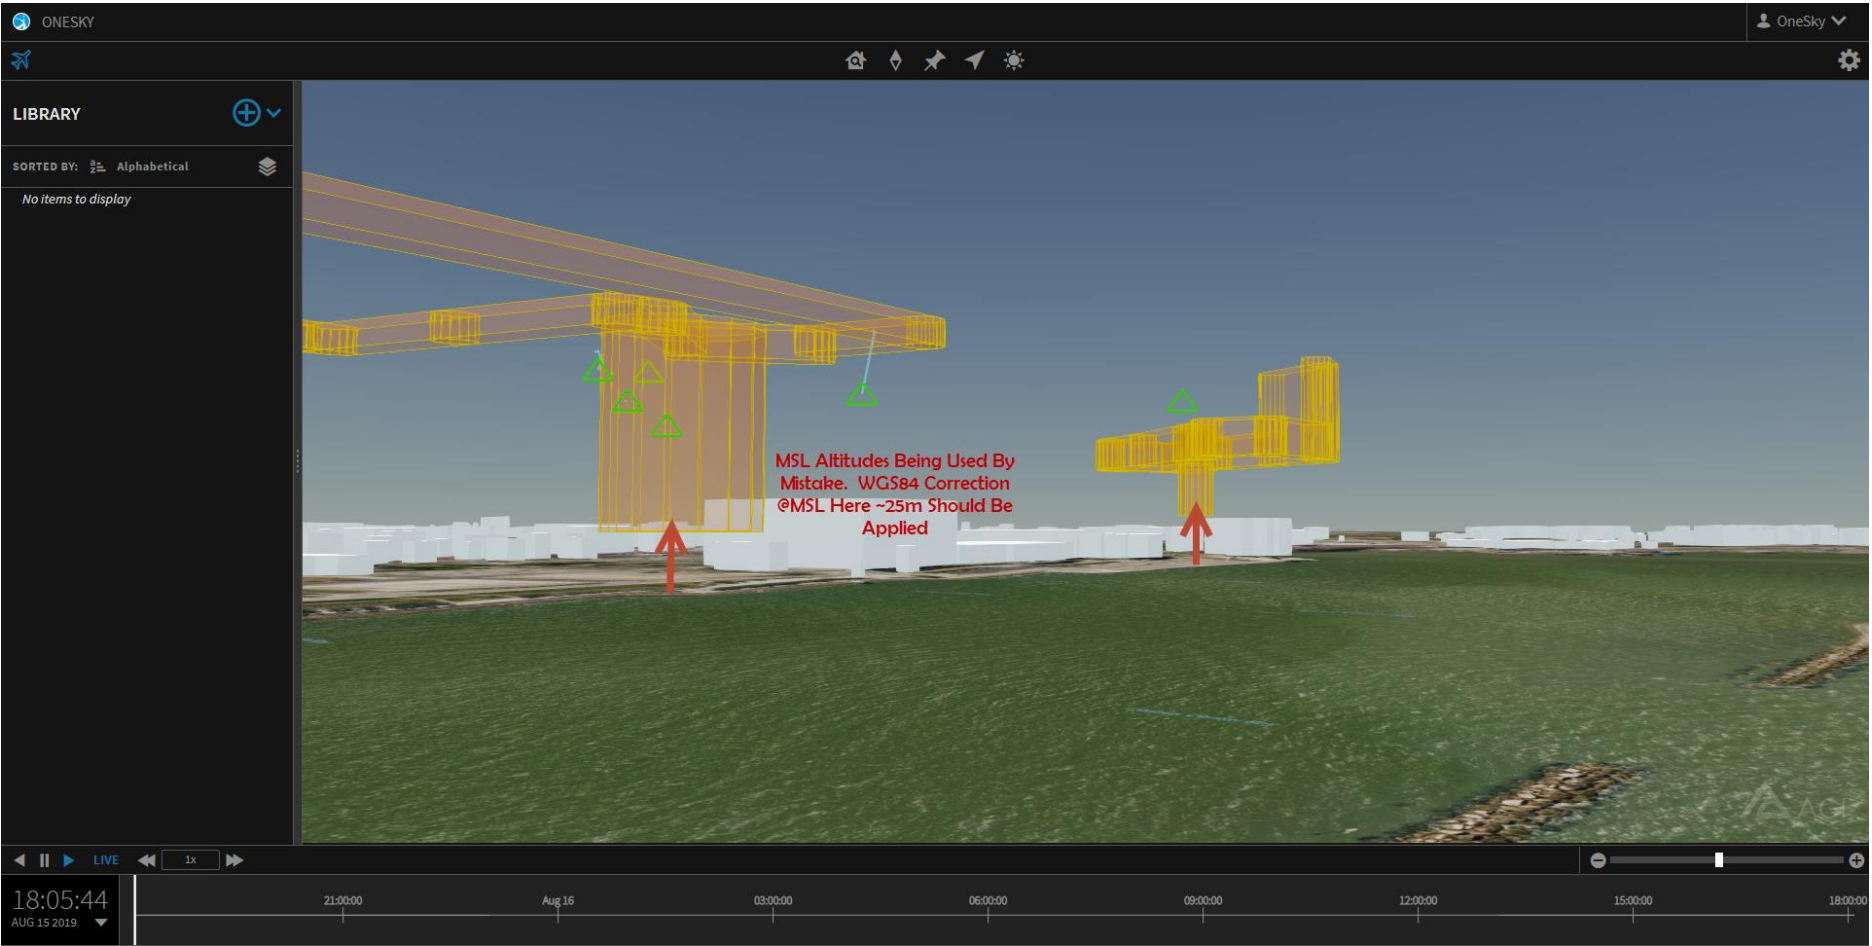 ONESKY
OneSky
LIBRARY
SORTED BY: Alphabetical
No items to display
MSL Altitudes Being Used By
Mistake. WGS84 Correction
@MSL Here ~25m Should Be
Applied
AGI
LIVE
1x
18:05:44
AUG 15 2019
21:00:00
Aug 16
03:00:00
06:00:00
09:00:00
12:00:00
15:00:00
18:00:00